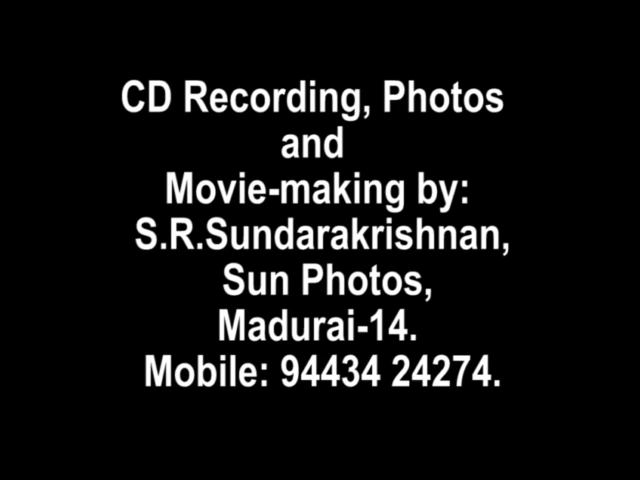 CD Recording, Photos
and
Movie-making by:
S.R.Sundarakrishnan,
Sun Photos,
Madurai-14.
Mobile: 94434 24274.